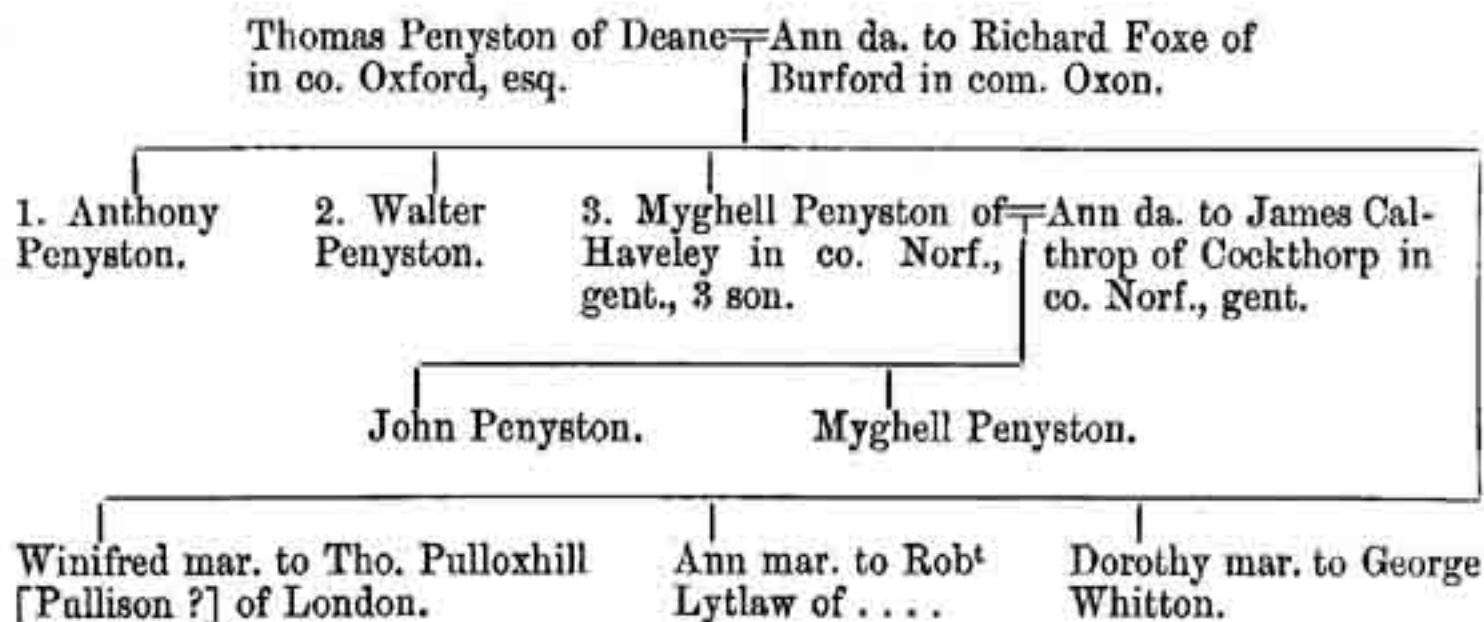 Thomas Penyston of Deane
in co. Oxford, esq.
Ann da. to Richard Foxe of
Burford in com. Oxon.
1. Anthony
Penyston.
2. Walter
Penyston.
3. Myghell Penyston of
Haveley in co. Norf.,
gent., 3 son.
Ann da. to James Cal-
throp of Cockthorp in
co. Norf., gent.
John Penyston.
Myghell Penyston.
Winifred mar. to Tho. Pulloxhill
[Pullison ?] of London.
Ann mar. to Robᵗ
Lytlaw of . . . .
Dorothy mar. to George
Whitton.